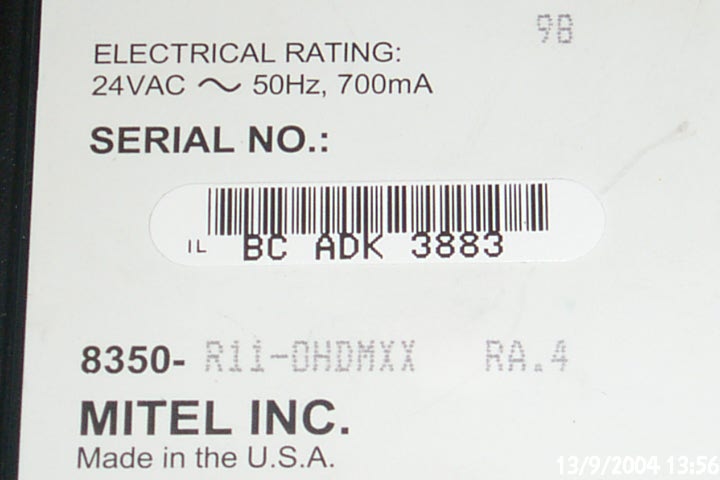 98
ELECTRICAL RATING:
24VAC ~ 50Hz, 700mA
SERIAL NO.:
IL BC ADK 3883
8350- R11-0HDMXX RA.4
MITEL INC.
Made in the U.S.A.
13/9/2004 13:56